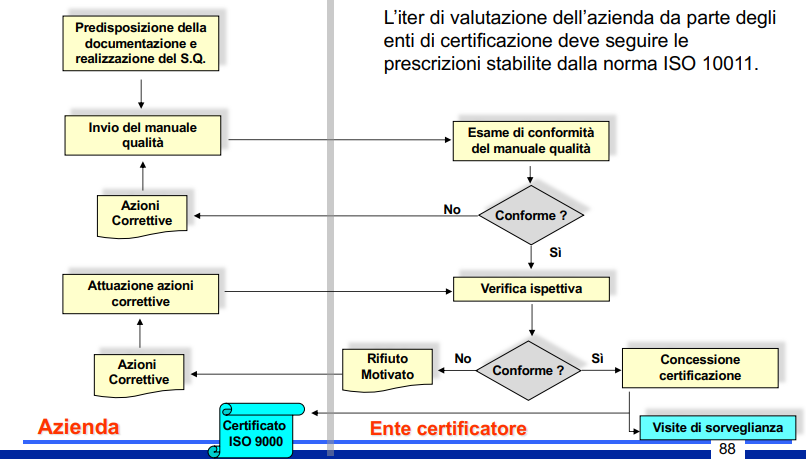 L'iter di valutazione dell'azienda da parte degli
enti di certificazione deve seguire le
prescrizioni stabilite dalla norma ISO 10011.
Predisposizione della
documentazione e
realizzazione del S.Q.
Invio del manuale
qualità
Esame di conformità
del manuale qualità
Azioni
Correttive
No
Conforme ?
Sì
Attuazione azioni
correttive
Verifica ispettiva
Azioni
Correttive
Rifiuto
Motivato
No
Conforme ?
Sì
Concessione
certificazione
Azienda
Certificato
ISO 9000
Ente certificatore
Visite di sorveglianza
88